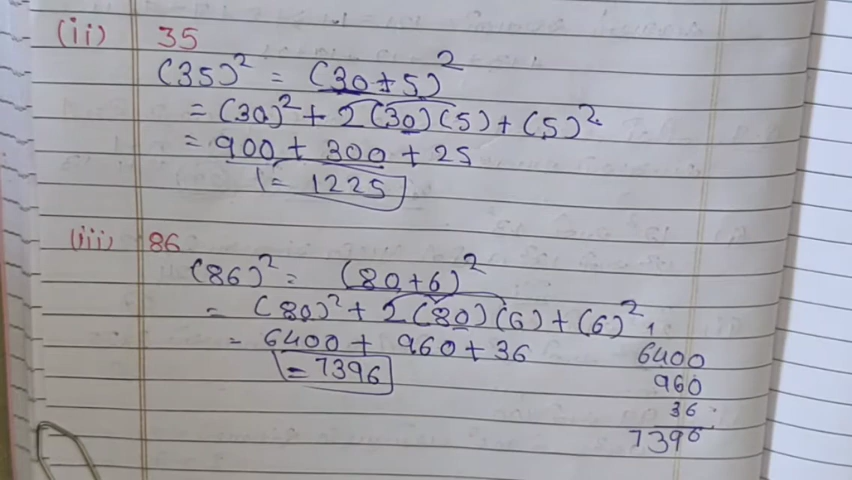 (ii) 35
(35)² = (30+5)²
= (30)² + 2(30)(5) + (5)²
= 900 + 300 + 25
= 1225
(iii) 86
(86)² = (80+6)²
= (80)² + 2(80)(6) + (6)²
= 6400 + 960 + 36
= 7396
6400
960
36
7396